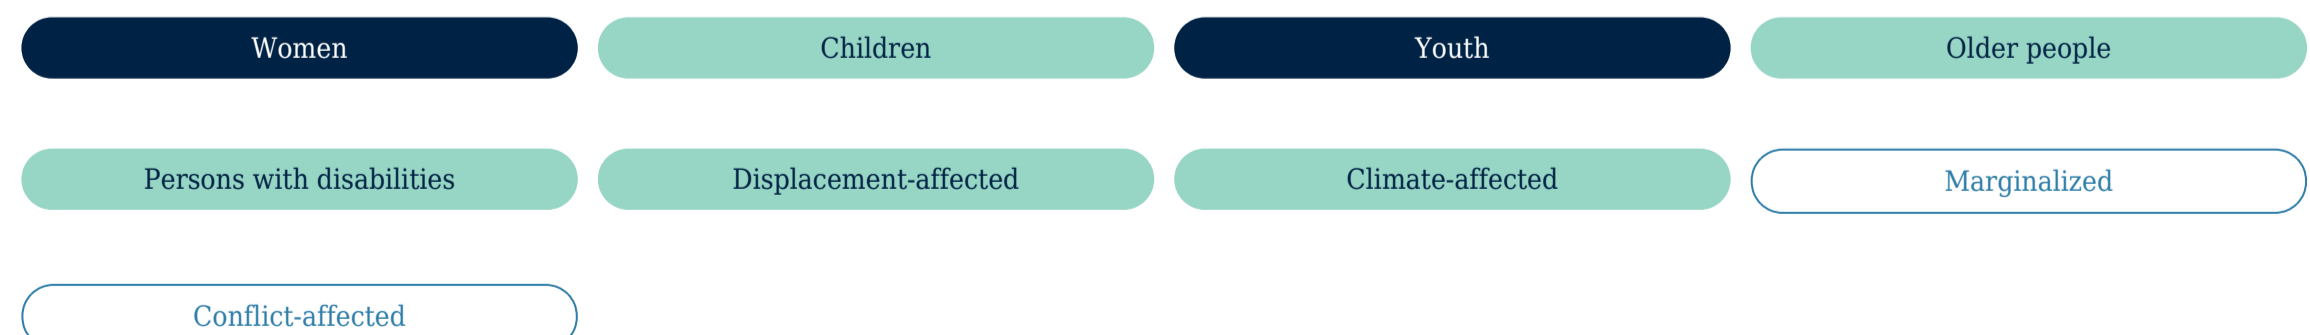 Women
Children
Youth
Older people
Persons with disabilities
Displacement-affected
Climate-affected
Marginalized
Conflict-affected